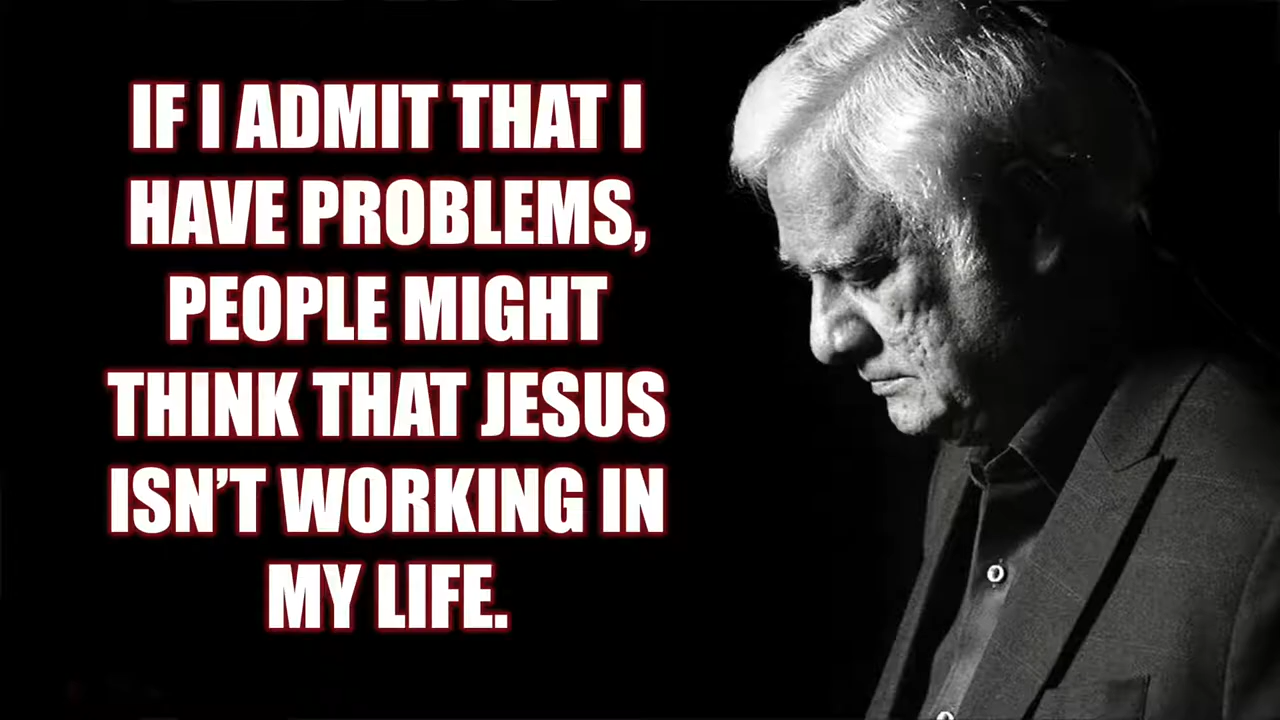 IF I ADMIT THAT I
HAVE PROBLEMS,
PEOPLE MIGHT
THINK THAT JESUS
ISN’T WORKING IN
MY LIFE.